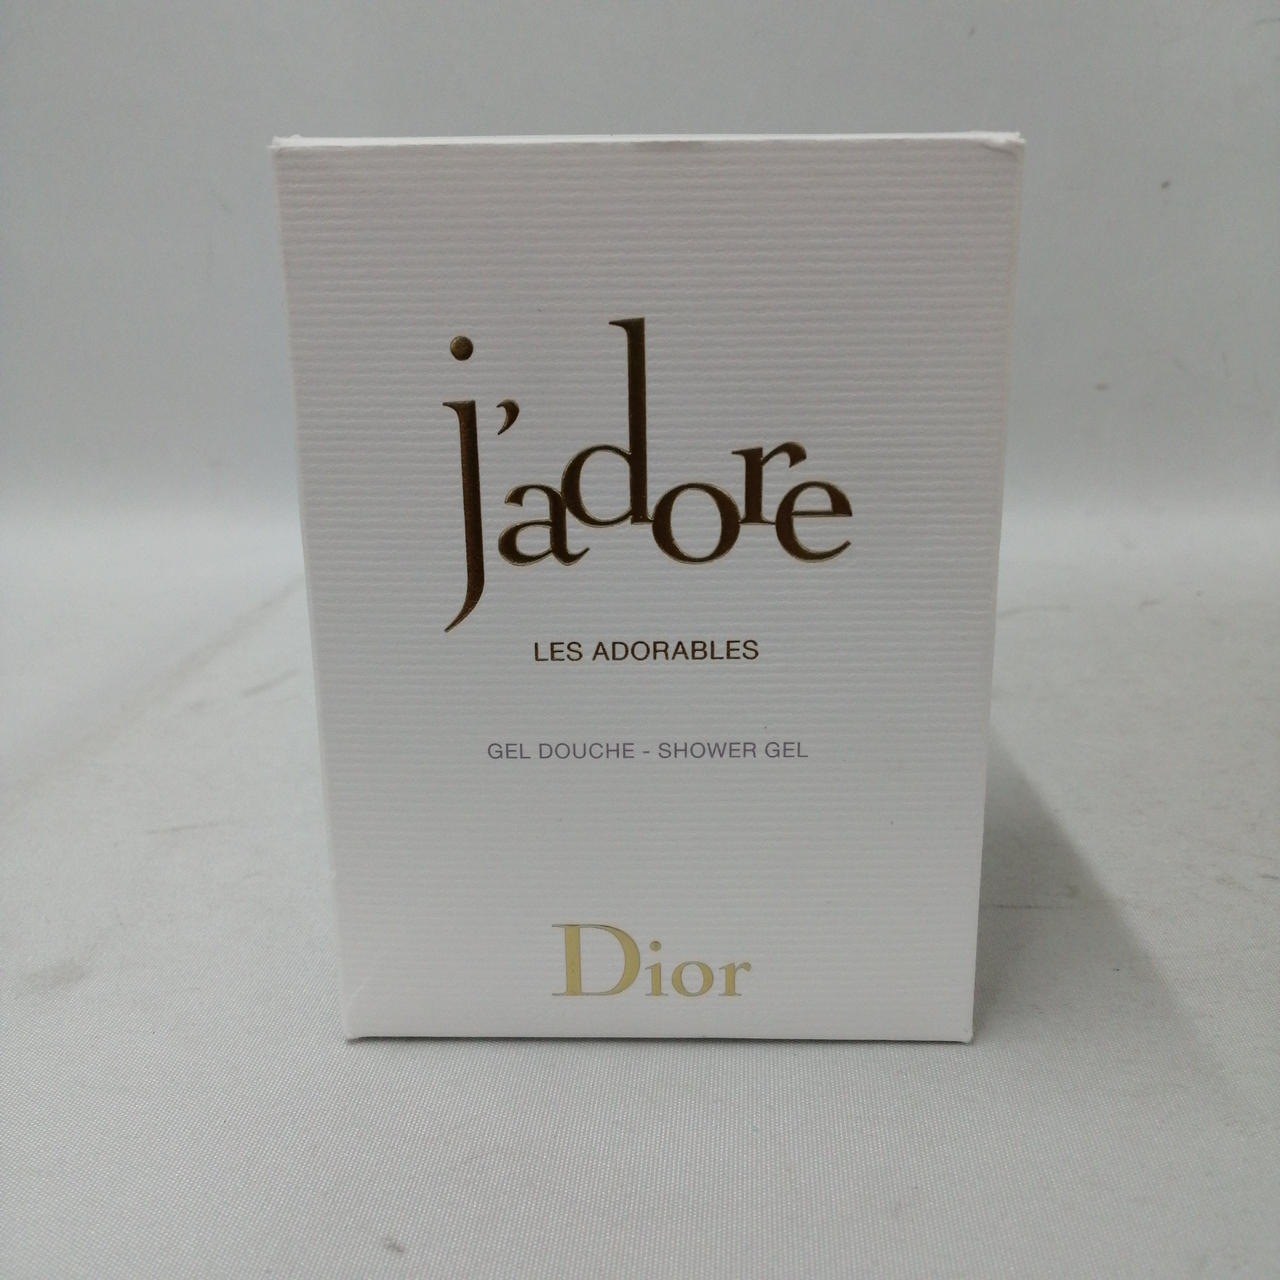 j'adore
LES ADORABLES
GEL DOUCHE - SHOWER GEL
Dior